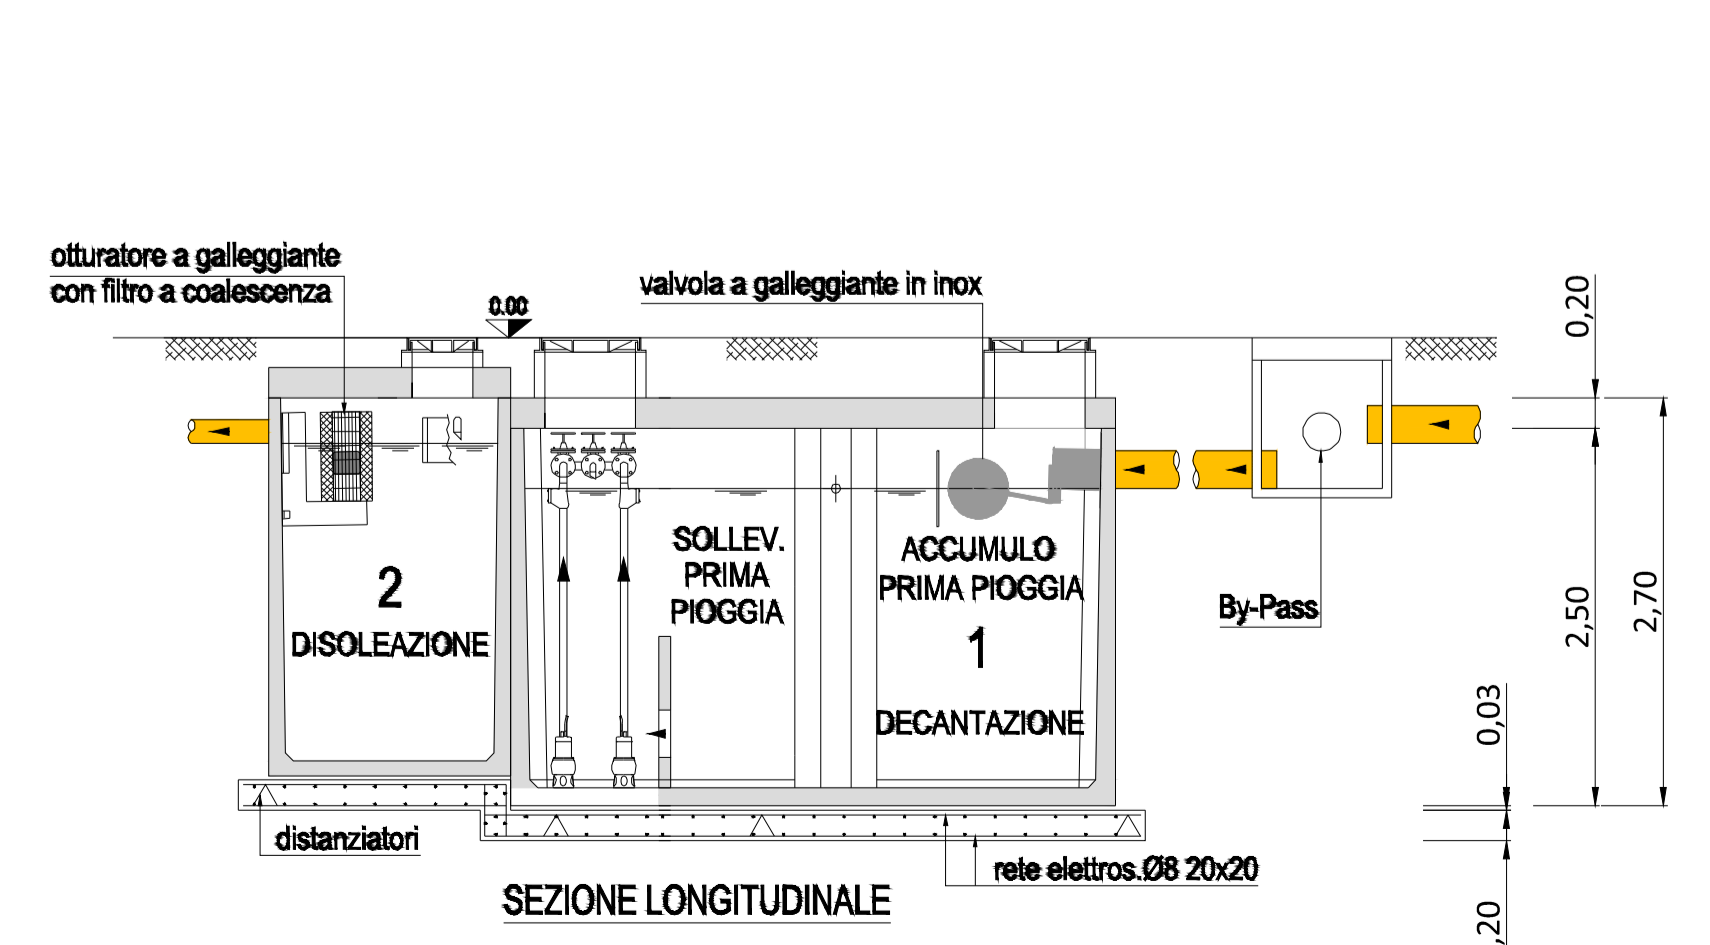 otturatore a galleggiante
con filtro a coalescenza
0.00
valvola a galleggiante in inox
0,20
SOLLEV.
PRIMA
PIOGGIA
ACCUMULO
PRIMA PIOGGIA
1
DECANTAZIONE
2
DISOLEAZIONE
By-Pass
2,50
2,70
0,03
distanziatori
rete elettros.Ø8 20x20
SEZIONE LONGITUDINALE
,20